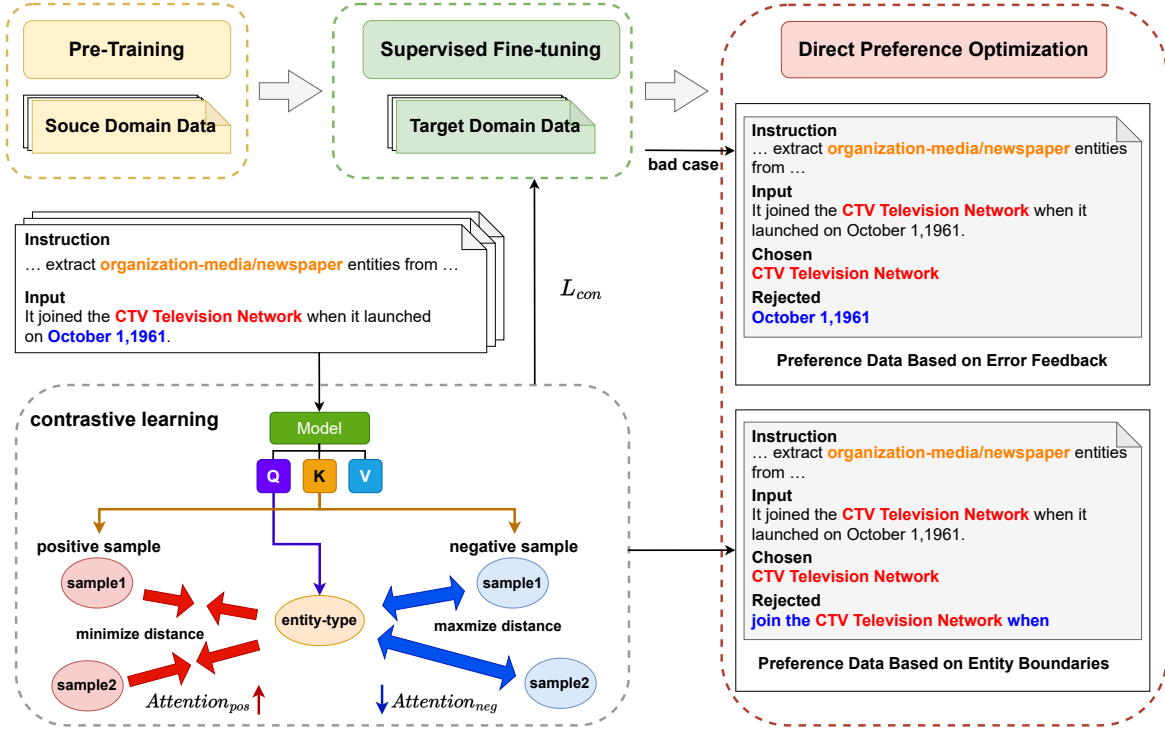 Pre-Training
Souce Domain Data
Supervised Fine-tuning
Target Domain Data
Direct Preference Optimization
bad case
Instruction
… extract organization-media/newspaper entities from …
Input
It joined the CTV Television Network when it launched
on October 1,1961.
L_con
contrastive learning
Model
Q
K
V
positive sample
negative sample
sample1
sample1
entity-type
minimize distance
maxmize distance
sample2
sample2
Attention_pos
Attention_neg
Instruction
… extract organization-media/newspaper entities
from …
Input
It joined the CTV Television Network when it
launched on October 1,1961.
Chosen
CTV Television Network
Rejected
October 1,1961
Preference Data Based on Error Feedback
Instruction
… extract organization-media/newspaper entities
from …
Input
It joined the CTV Television Network when it
launched on October 1,1961.
Chosen
CTV Television Network
Rejected
join the CTV Television Network when
Preference Data Based on Entity Boundaries